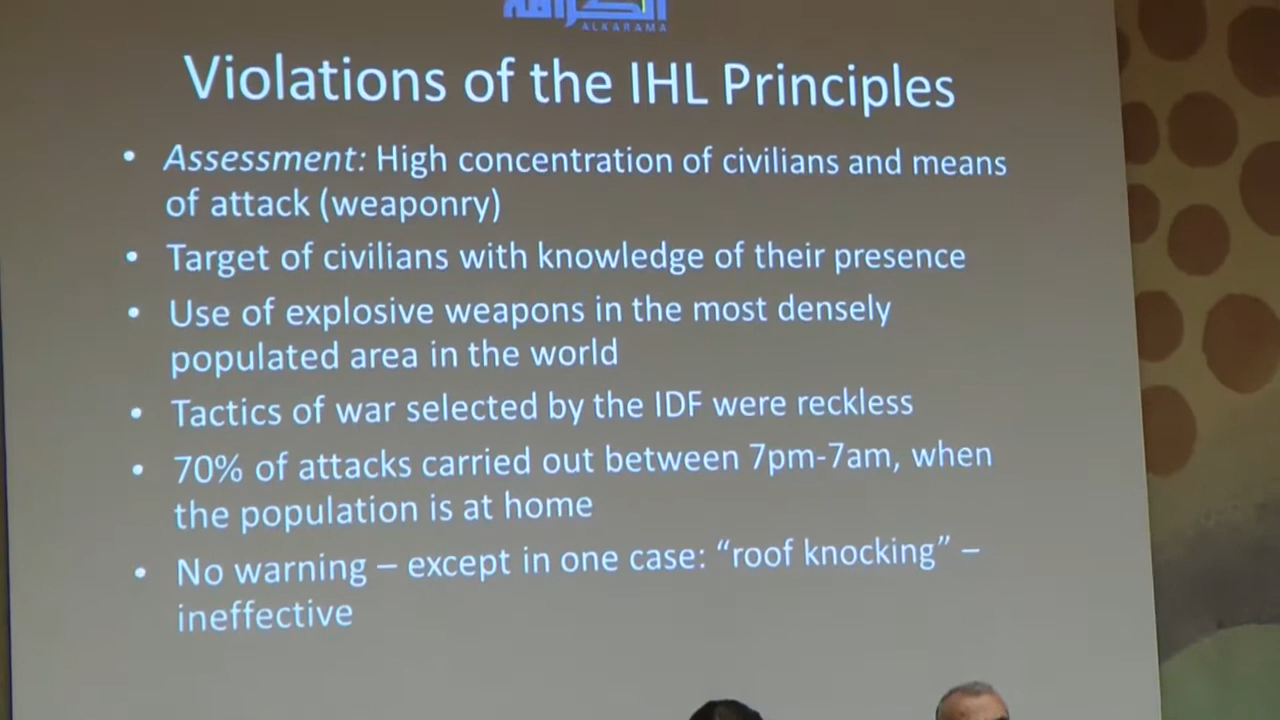 الكرامة
ALKARAMA
Violations of the IHL Principles
• Assessment: High concentration of civilians and means
of attack (weaponry)
• Target of civilians with knowledge of their presence
• Use of explosive weapons in the most densely
populated area in the world
• Tactics of war selected by the IDF were reckless
• 70% of attacks carried out between 7pm-7am, when
the population is at home
• No warning – except in one case: “roof knocking” –
ineffective